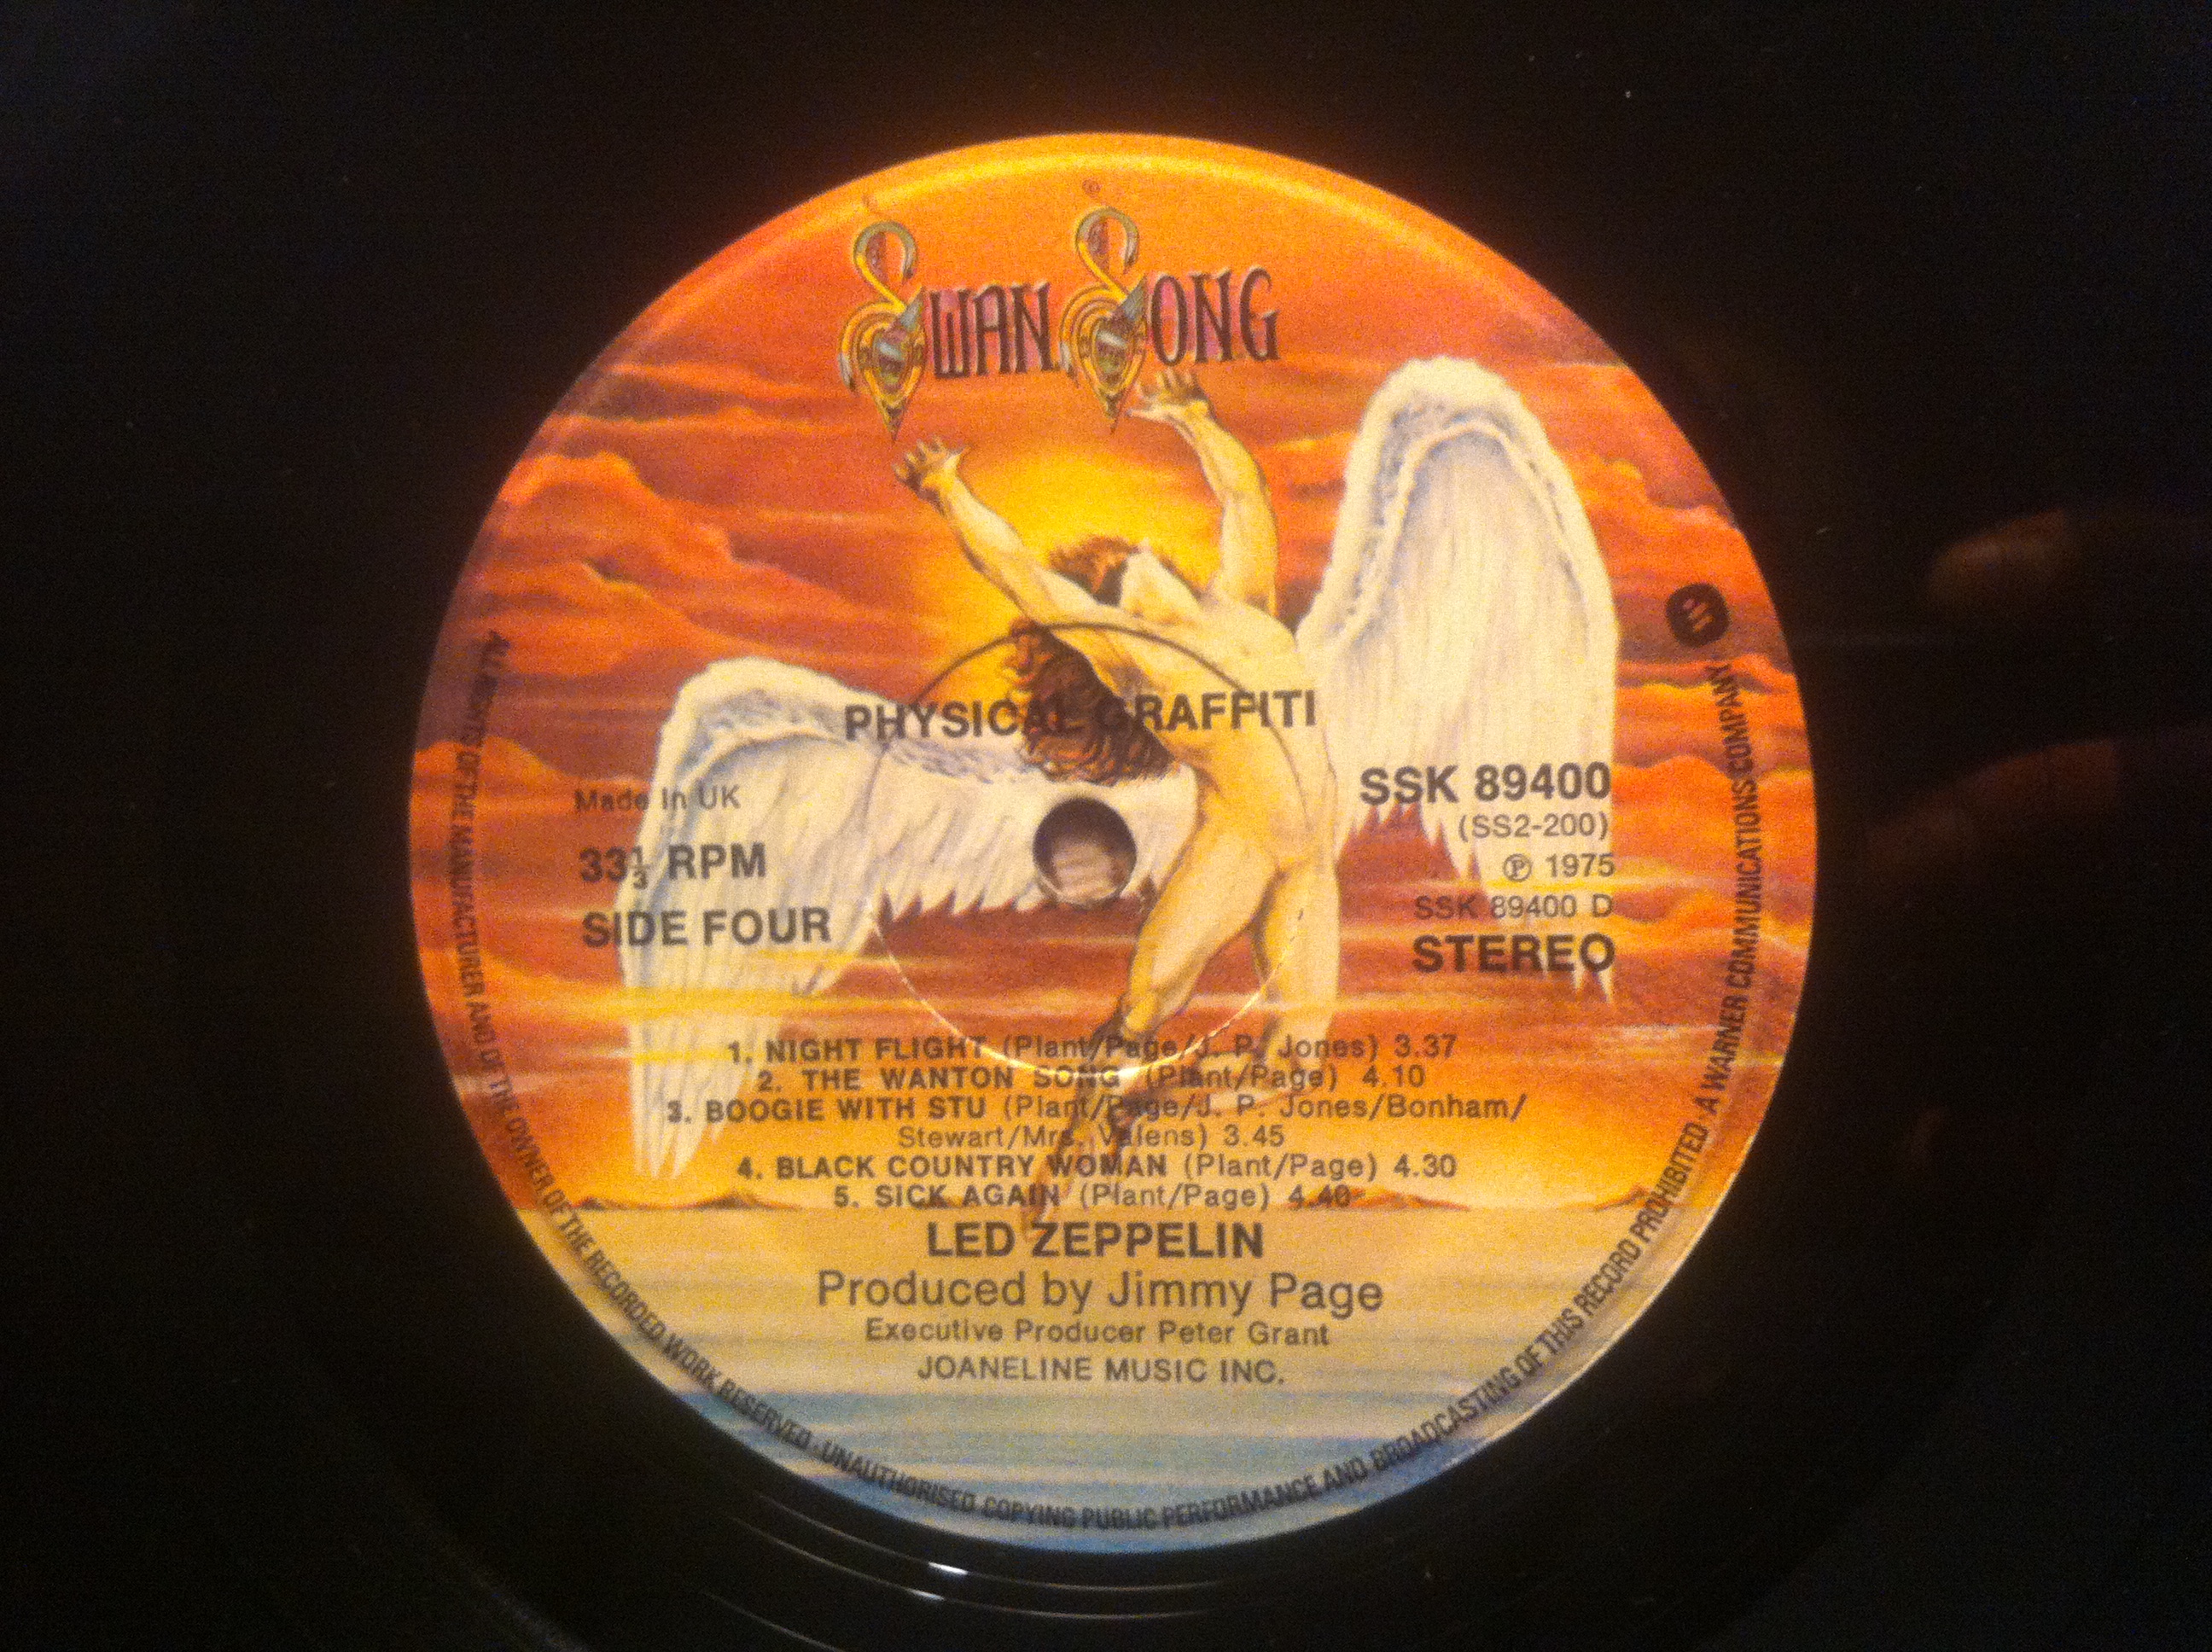 SWAN SONG
PHYSICAL GRAFFITI
Made In UK
33⅓ RPM
SIDE FOUR
SSK 89400
(SS2-200)
Ⓟ 1975
SSK 89400 D
STEREO
1. NIGHT FLIGHT (Plant/Page/J. P. Jones) 3.37
2. THE WANTON SONG (Plant/Page) 4.10
3. BOOGIE WITH STU (Plant/Page/J. P. Jones/Bonham/
Stewart/Mrs. Valens) 3.45
4. BLACK COUNTRY WOMAN (Plant/Page) 4.30
5. SICK AGAIN (Plant/Page) 4.40
LED ZEPPELIN
Produced by Jimmy Page
Executive Producer Peter Grant
JOANELINE MUSIC INC.
ALL RIGHTS OF THE MANUFACTURER AND OF THE OWNER OF THE RECORDED WORK RESERVED · UNAUTHORISED COPYING PUBLIC PERFORMANCE AND BROADCASTING OF THIS RECORD PROHIBITED · A WARNER COMMUNICATIONS COMPANY